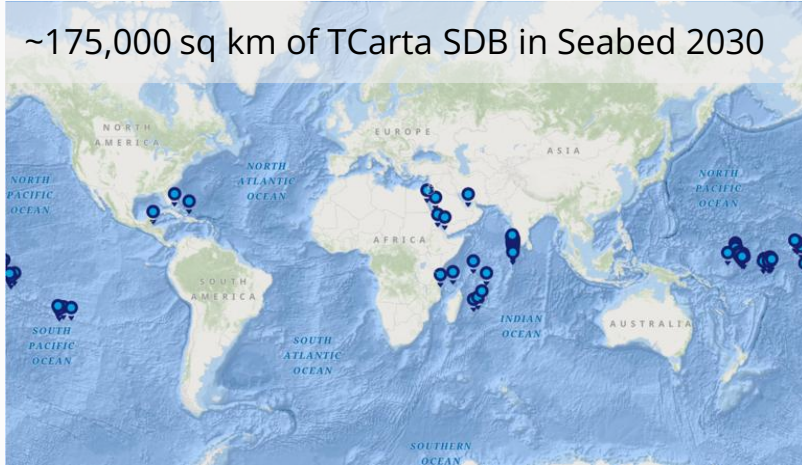 ~175,000 sq km of TCarta SDB in Seabed 2030
NORTH
AMERICA
EUROPE
ASIA
NORTH
ATLANTIC
OCEAN
NORTH
PACIFIC
OCEAN
NORTH
PACIFIC
OCEAN
AFRICA
SOUTH
AMERICA
INDIAN
OCEAN
AUSTRALIA
SOUTH
PACIFIC
OCEAN
SOUTH
ATLANTIC
OCEAN
SOUTHERN
OCEAN